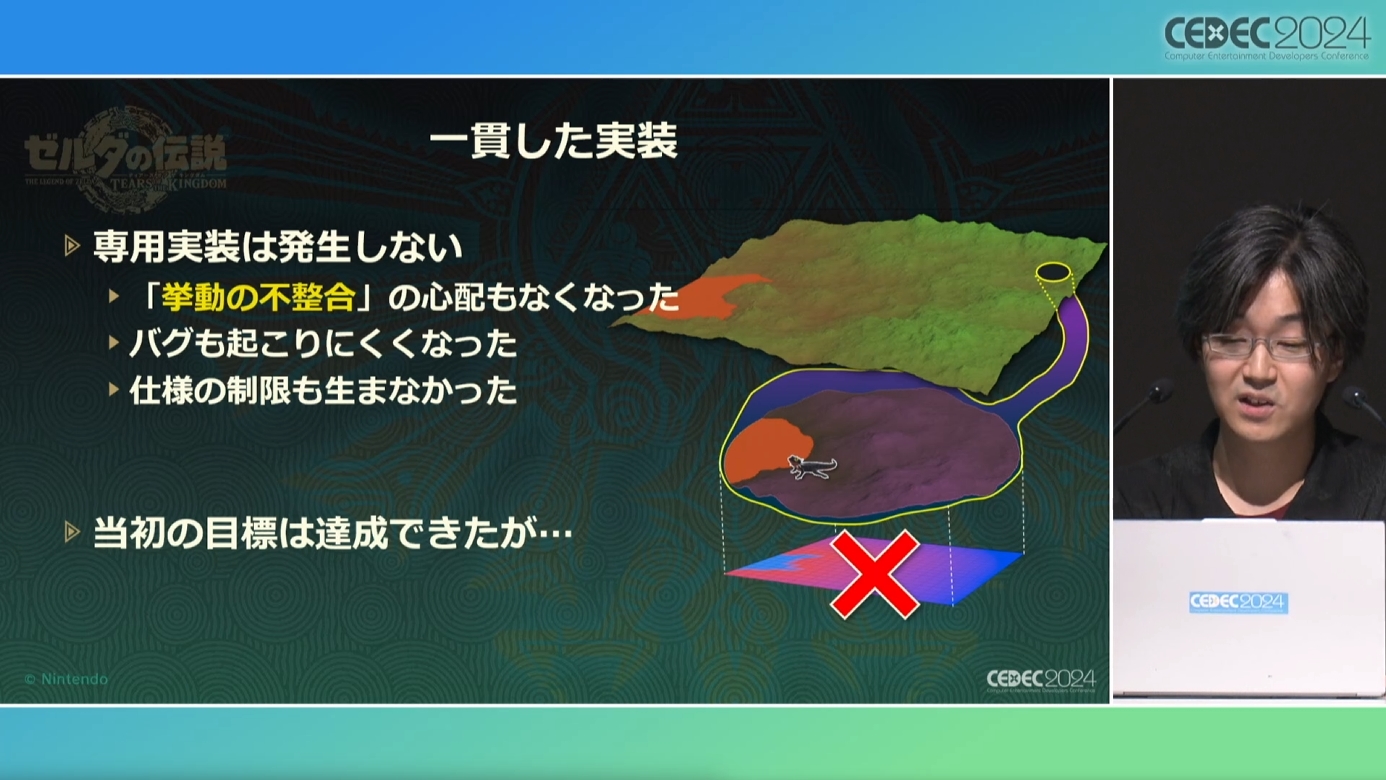 CEDEC2024
Computer Entertainment Developers Conference
ゼルダの伝説
THE LEGEND OF ZELDA
TEARS OF THE KINGDOM
一貫した実装
専用実装は発生しない
「挙動の不整合」の心配もなくなった
バグも起こりにくくなった
仕様の制限も生まなかった
当初の目標は達成できたが…
© Nintendo
CEDEC2024
Computer Entertainment Developers Conference
CEDEC2024